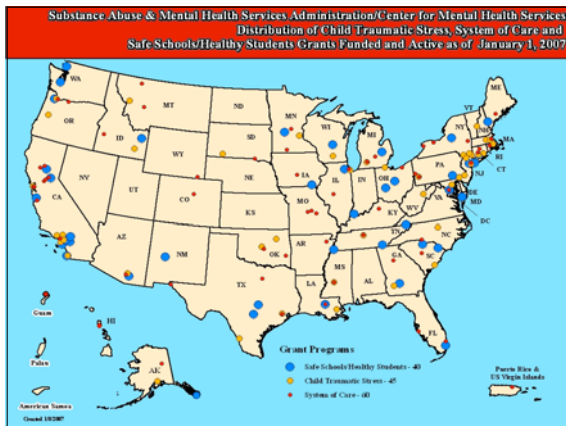 Substance Abuse & Mental Health Services Administration/Center for Mental Health Services
Distribution of Child Traumatic Stress, System of Care and
Safe Schools/Healthy Students Grants Funded and Active as of January 1, 2007
WA
MT
ND
MN
ME
VT
NH
OR
ID
SD
WI
MI
NY
MA
WY
RI
CT
NE
IA
PA
NJ
NV
UT
CO
IL
IN
OH
DE
MD
DC
CA
KS
MO
WV
VA
KY
AZ
NM
OK
AR
TN
NC
SC
TX
LA
MS
AL
GA
FL
Guam
HI
Palau
AK
American Samoa
Created 1/8/2007
Grant Programs
Safe Schools/Healthy Students - 40
Child Traumatic Stress - 45
System of Care - 60
Puerto Rico &
US Virgin Islands